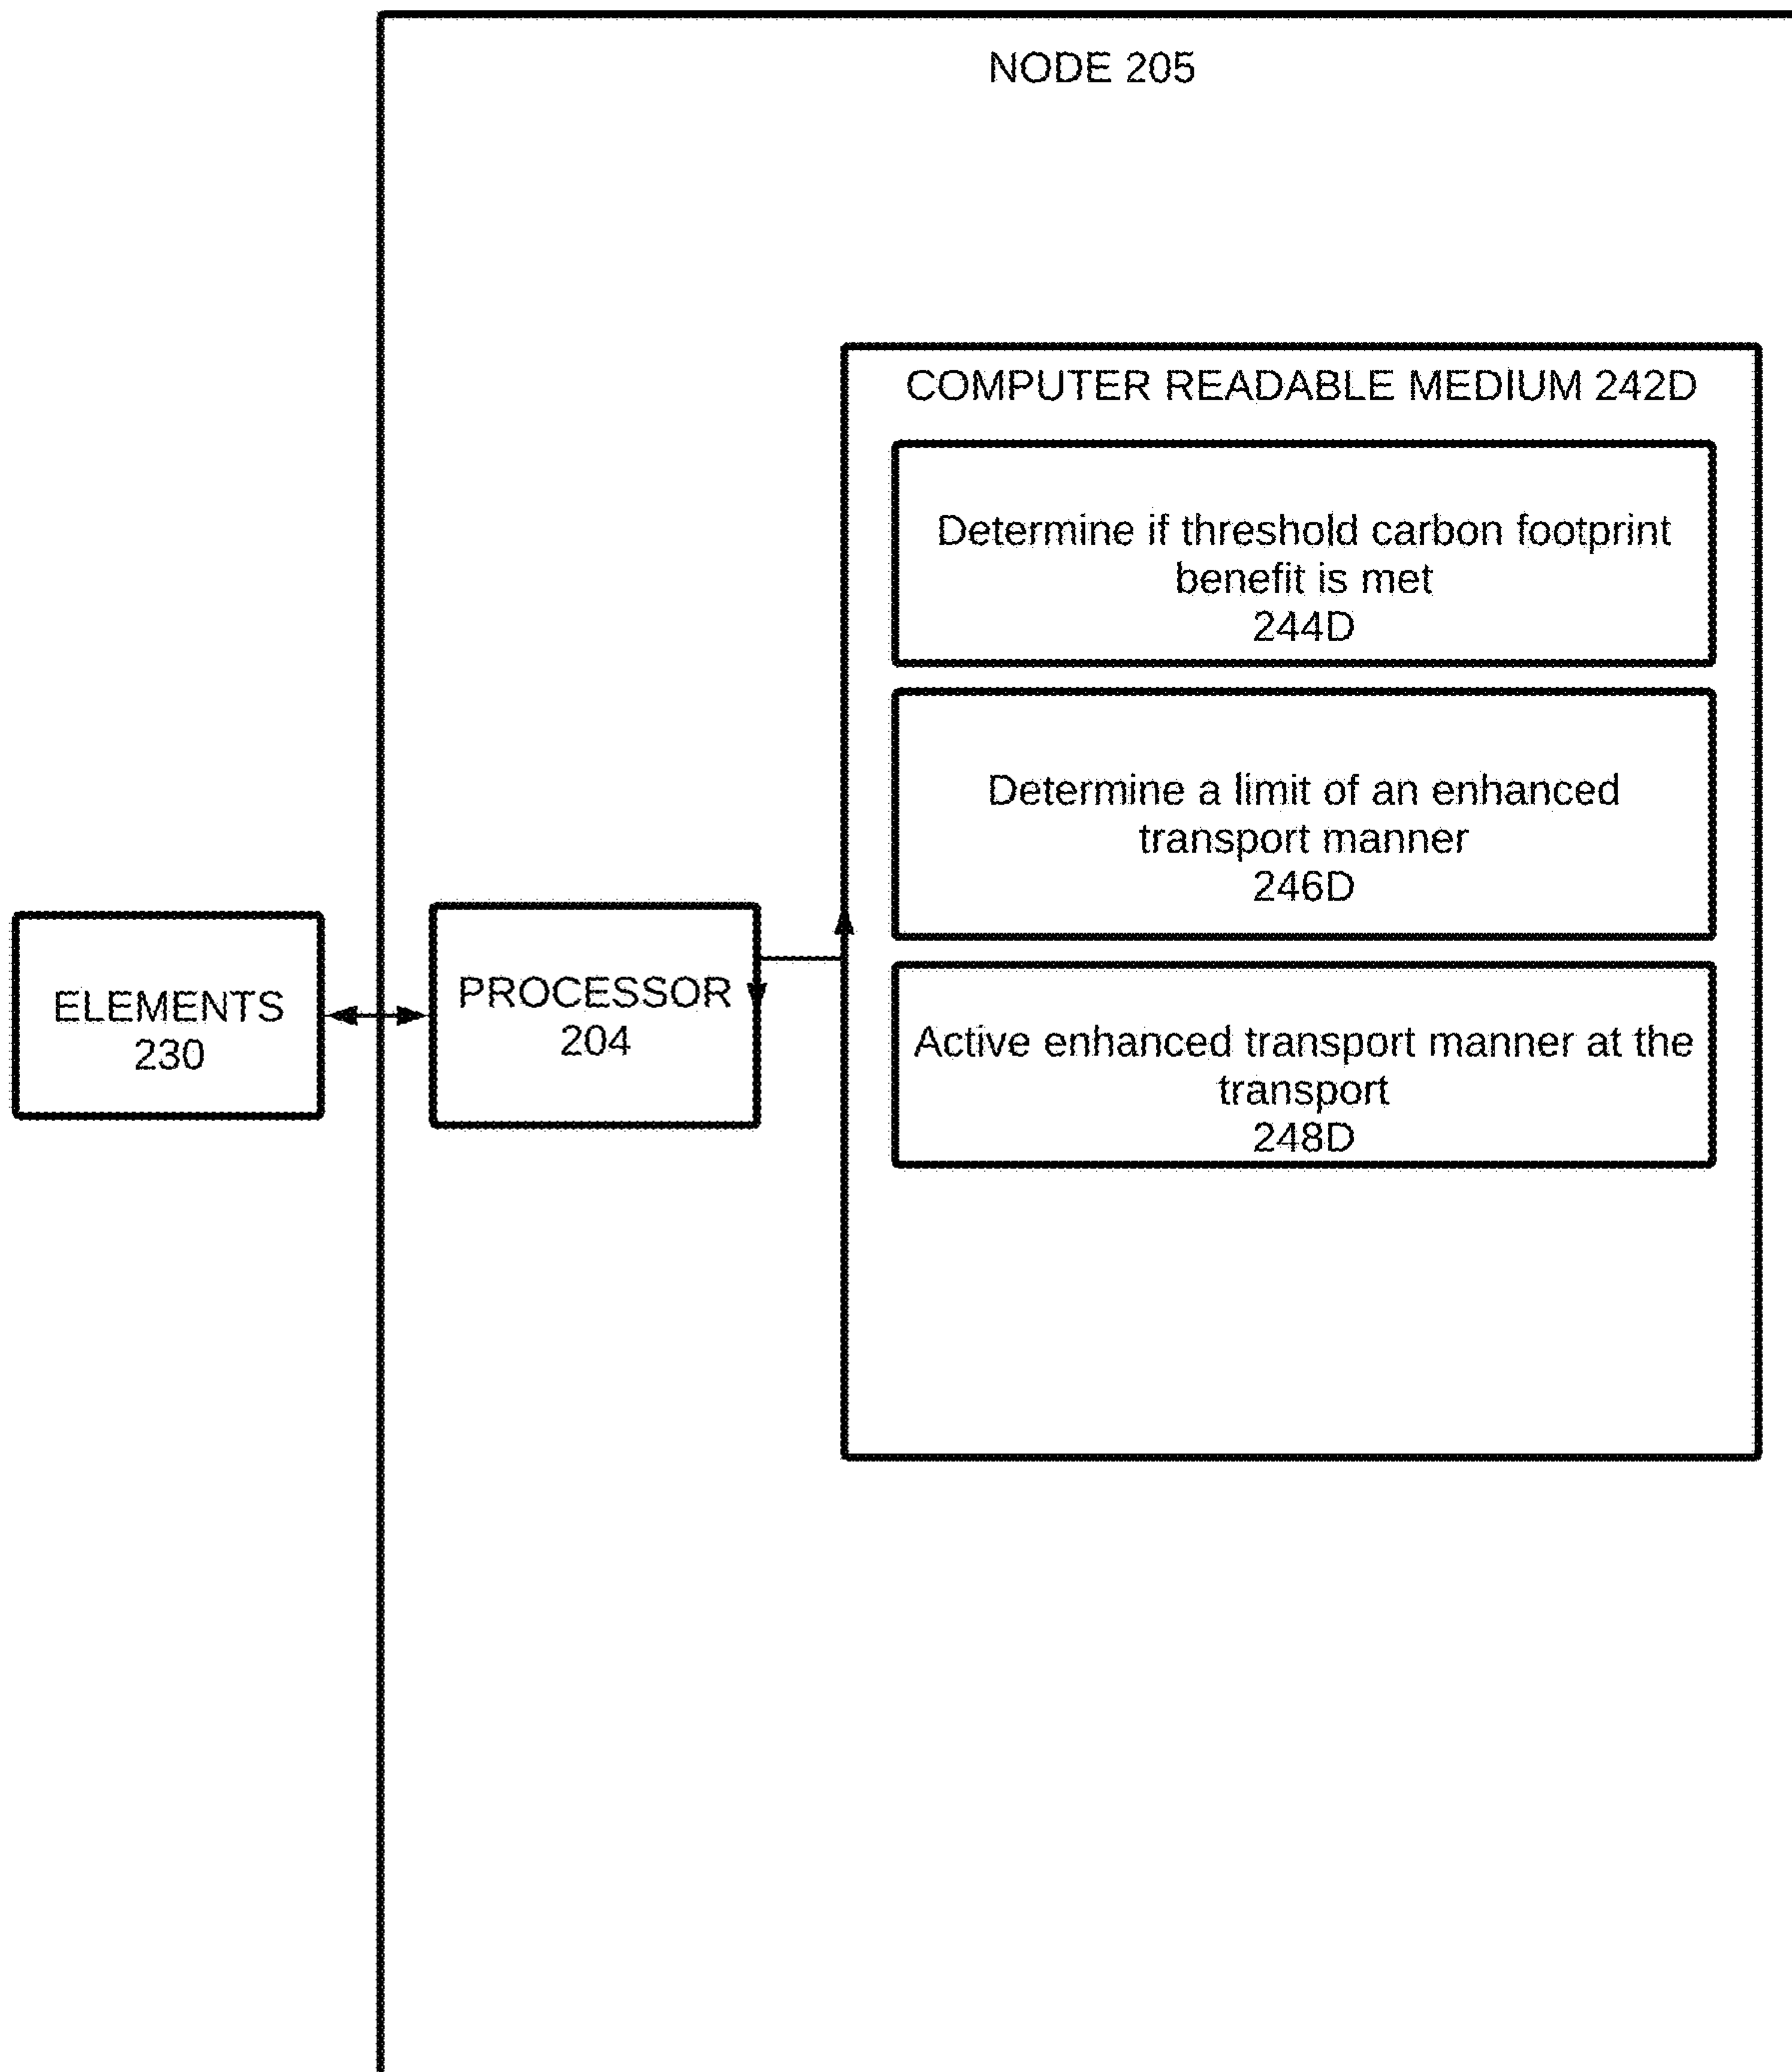 NODE 205
COMPUTER READABLE MEDIUM 242D
Determine if threshold carbon footprint
benefit is met
244D
Determine a limit of an enhanced
transport manner
246D
ELEMENTS
230
PROCESSOR
204
Active enhanced transport manner at the
transport
248D